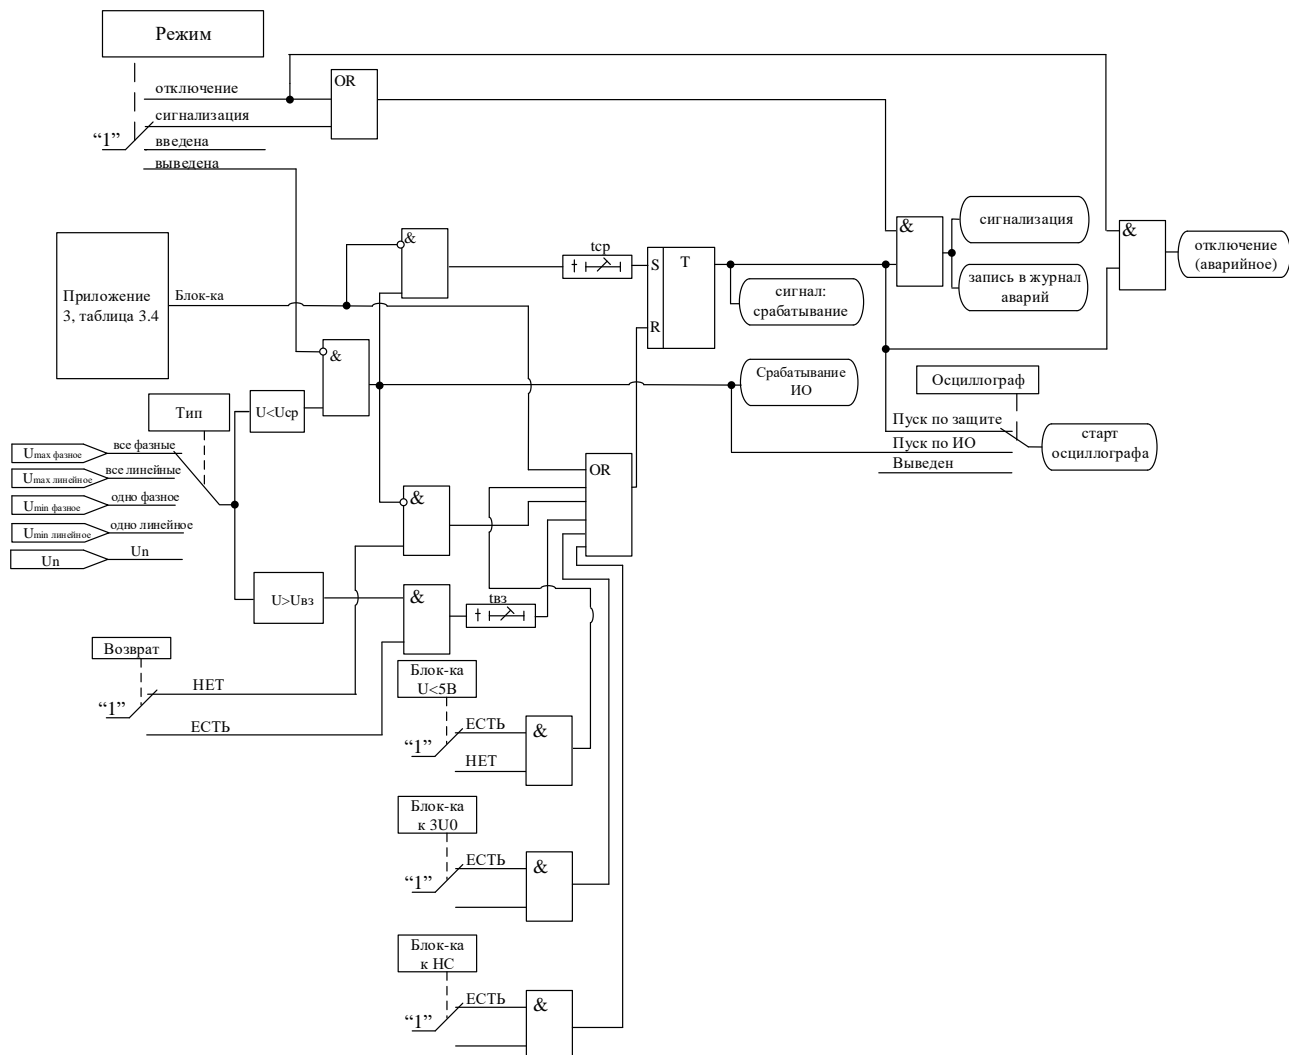 Режим
отключение
OR
сигнализация
“1”
введена
выведена
&
сигнализация
&
&
отключение
(аварийное)
tср
S
T
запись в журнал
аварий
Приложение
3, таблица 3.4
Блок-ка
сигнал:
срабатывание
R
&
Срабатывание
ИО
Осциллограф
Тип
U<Uср
Пуск по защите
старт
осциллографа
Пуск по ИО
Выведен
Umax фазное
все фазные
Umax линейное
все линейные
Umin фазное
одно фазное
Umin линейное
одно линейное
Un
Un
OR
&
U>Uвз
&
tвз
Возврат
НЕТ
“1”
ЕСТЬ
Блок-ка
U<5В
ЕСТЬ
&
“1”
НЕТ
Блок-ка
к 3U0
ЕСТЬ
&
“1”
Блок-ка
к НС
ЕСТЬ
&
“1”